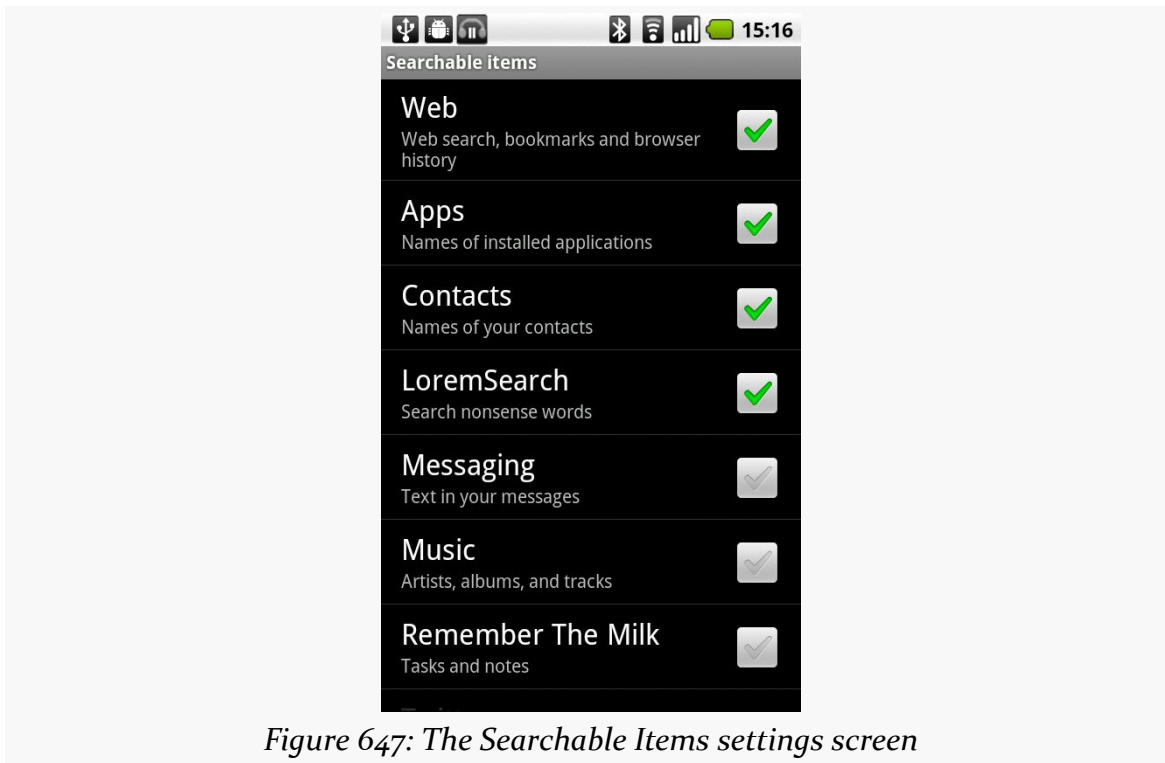 15:16
Searchable items
Web
Web search, bookmarks and browser
history
Apps
Names of installed applications
Contacts
Names of your contacts
LoremSearch
Search nonsense words
Messaging
Text in your messages
Music
Artists, albums, and tracks
Remember The Milk
Tasks and notes
Figure 647: The Searchable Items settings screen